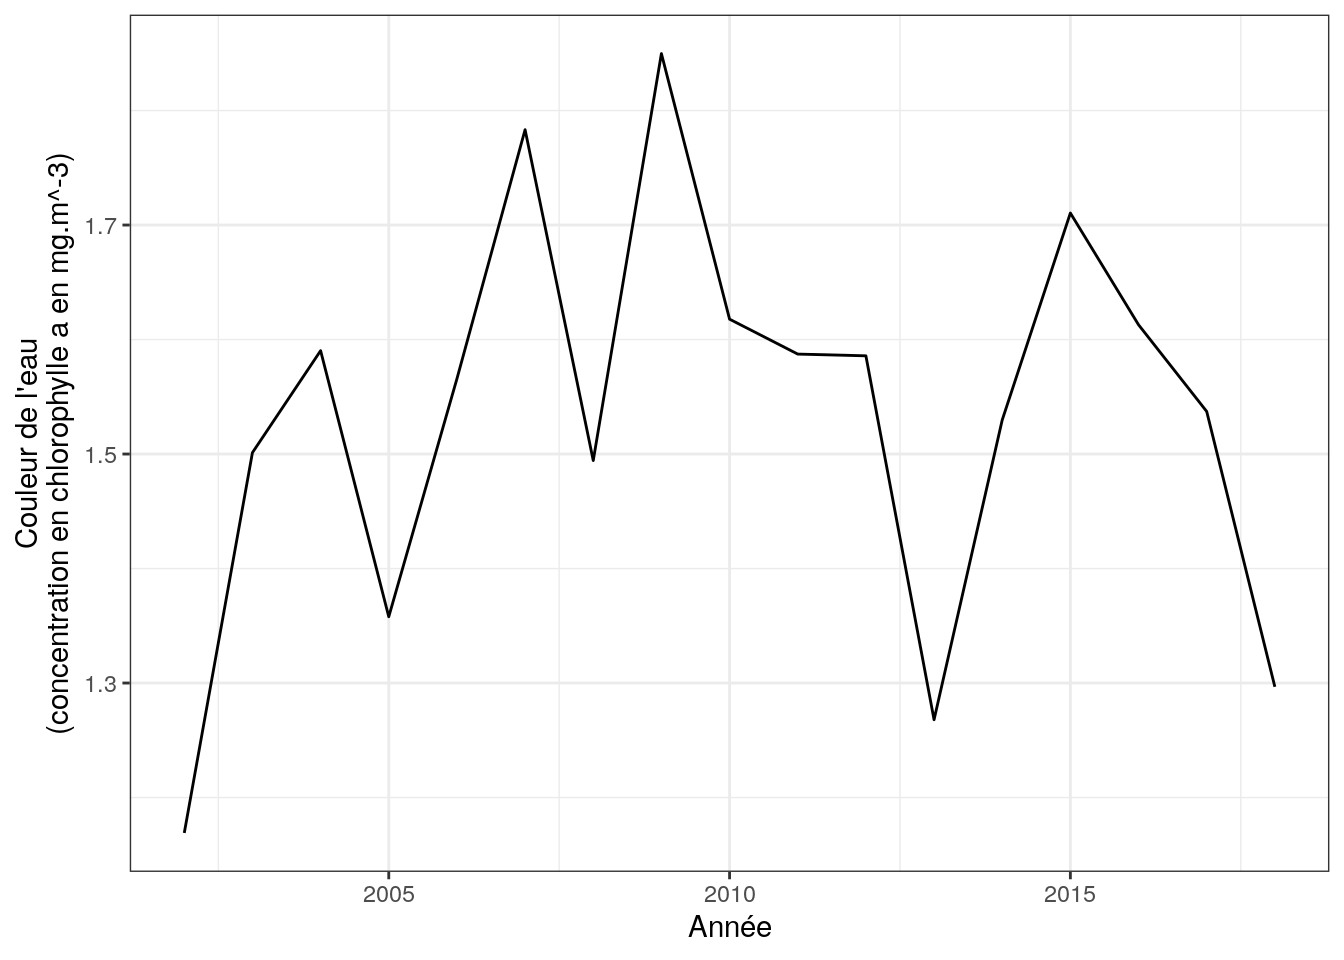 Couleur de l'eau
(concentration en chlorophylle a en mg.m^-3)
1.7
1.5
1.3
2005
2010
2015
Année